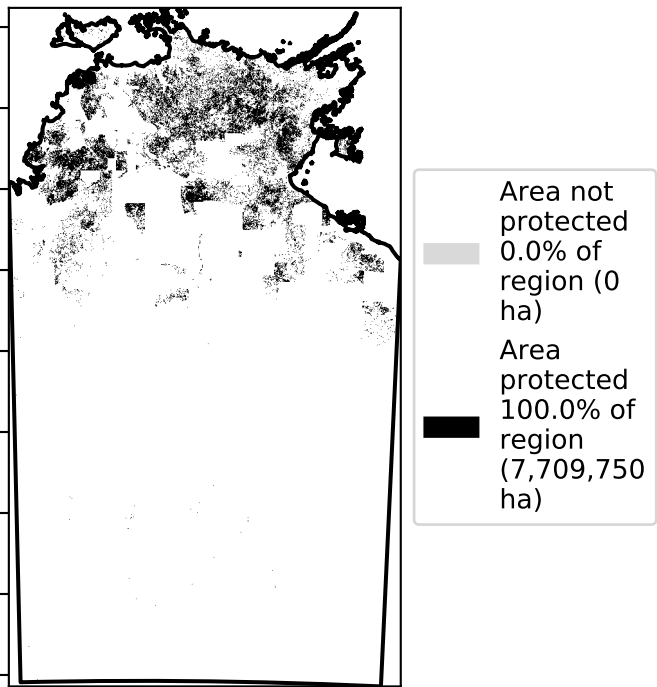 Area not
protected
0.0% of
region (0
ha)
Area
protected
100.0% of
region
(7,709,750
ha)